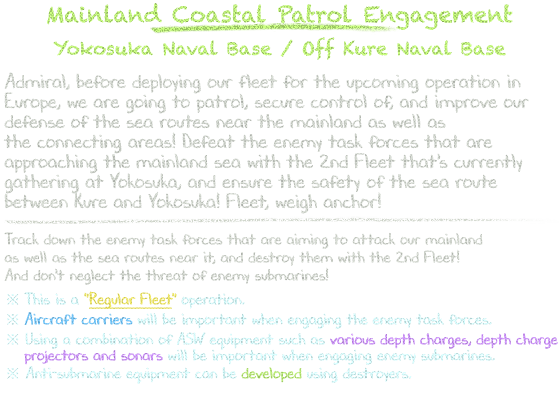 Mainland Coastal Patrol Engagement
Yokosuka Naval Base / Off Kure Naval Base
Admiral, before deploying our fleet for the upcoming operation in
Europe, we are going to patrol, secure control of, and improve our
defense of the sea routes near the mainland as well as
the connecting areas! Defeat the enemy task forces that are
approaching the mainland sea with the 2nd Fleet that's currently
gathering at Yokosuka, and ensure the safety of the sea route
between Kure and Yokosuka! Fleet, weigh anchor!
Track down the enemy task forces that are aiming to attack our mainland
as well as the sea routes near it, and destroy them with the 2nd Fleet!
And don't neglect the threat of enemy submarines!
※ This is a "Regular Fleet" operation.
※ Aircraft carriers will be important when engaging the enemy task forces.
※ Using a combination of ASW equipment such as various depth charges, depth charge
projectors and sonars will be important when engaging enemy submarines.
※ Anti-submarine equipment can be developed using destroyers.